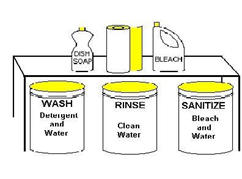 DISH
SOAP
BLEACH
WASH
Detergent
and
Water
RINSE
Clean
Water
SANITIZE
Bleach
and
Water